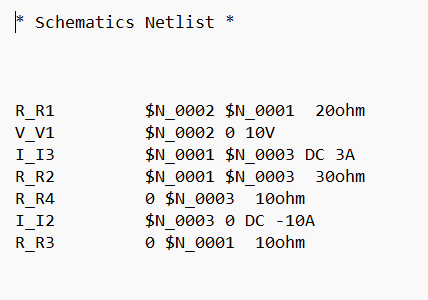 * Schematics Netlist *
R_R1         $N_0002 $N_0001  20ohm
V_V1         $N_0002 0 10V
I_I3         $N_0001 $N_0003 DC 3A
R_R2         $N_0001 $N_0003  30ohm
R_R4         0 $N_0003  10ohm
I_I2         $N_0003 0 DC -10A
R_R3         0 $N_0001  10ohm